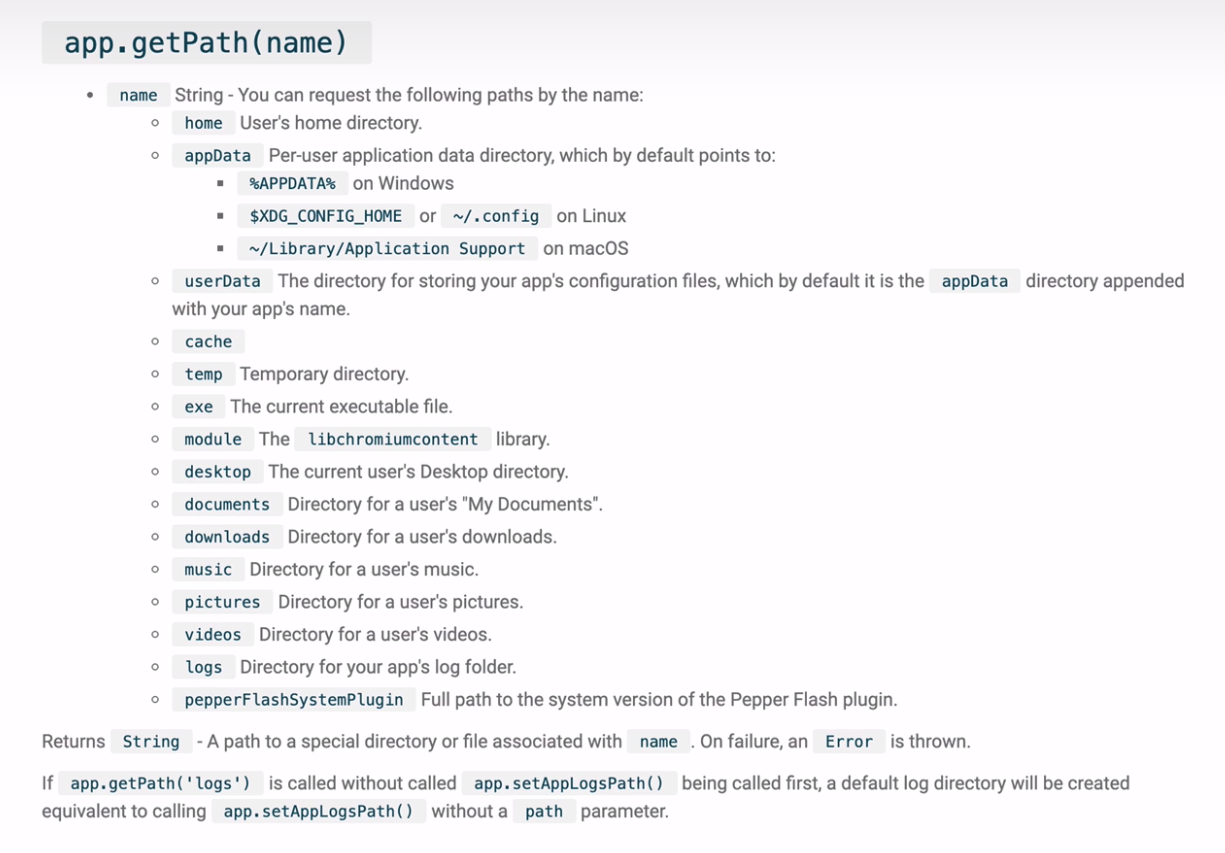 app.getPath(name)
name String - You can request the following paths by the name:
home User's home directory.
appData Per-user application data directory, which by default points to:
%APPDATA% on Windows
$XDG_CONFIG_HOME or ~/.config on Linux
~/Library/Application Support on macOS
userData The directory for storing your app's configuration files, which by default it is the appData directory appended
with your app's name.
cache
temp Temporary directory.
exe The current executable file.
module The libchromiumcontent library.
desktop The current user's Desktop directory.
documents Directory for a user's "My Documents".
downloads Directory for a user's downloads.
music Directory for a user's music.
pictures Directory for a user's pictures.
videos Directory for a user's videos.
logs Directory for your app's log folder.
pepperFlashSystemPlugin Full path to the system version of the Pepper Flash plugin.
Returns String - A path to a special directory or file associated with name . On failure, an Error is thrown.
If app.getPath('logs') is called without called app.setAppLogsPath() being called first, a default log directory will be created
equivalent to calling app.setAppLogsPath() without a path parameter.